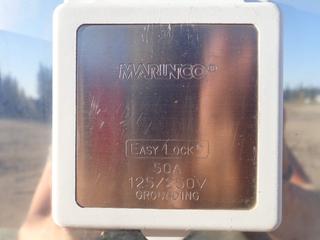 MARINCO®
EASY LOCK
50A
125/250V
GROUNDING